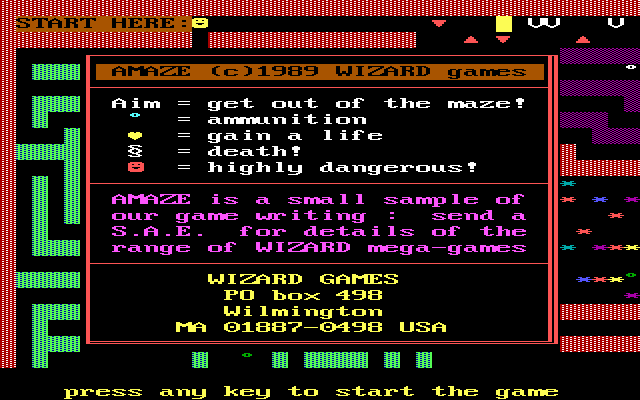 START HERE:
AMAZE (c)1989 WIZARD games
Aim = get out of the maze!
= ammunition
= gain a life
§ = death!
= highly dangerous!
AMAZE is a small sample of
our game writing : send a
S.A.E. for details of the
range of WIZARD mega-games
WIZARD GAMES
PO box 498
Wilmington
MA 01887-0498 USA
press any key to start the game